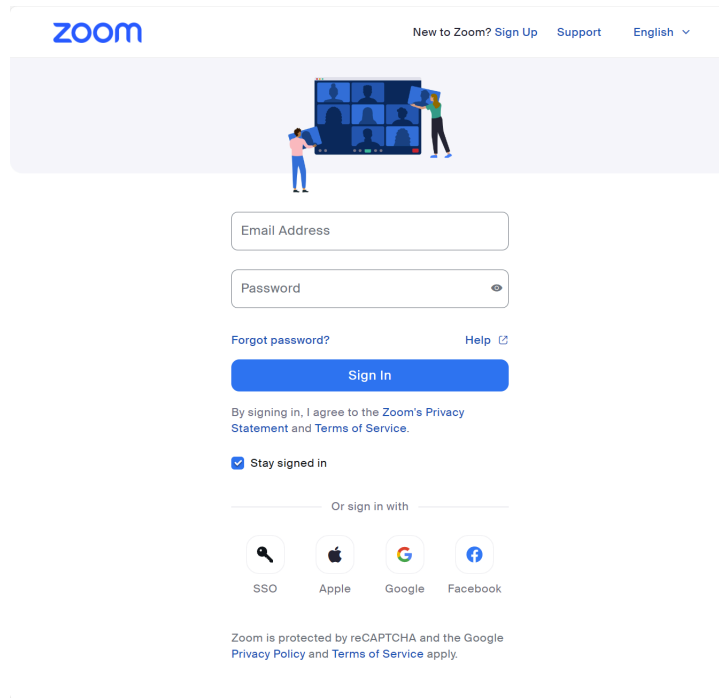 zoom
New to Zoom? Sign Up Support English
Email Address
Password
Forgot password? Help
Sign In
By signing in, I agree to the Zoom's Privacy
Statement and Terms of Service.
Stay signed in
Or sign in with
SSO Apple Google Facebook
Zoom is protected by reCAPTCHA and the Google
Privacy Policy and Terms of Service apply.